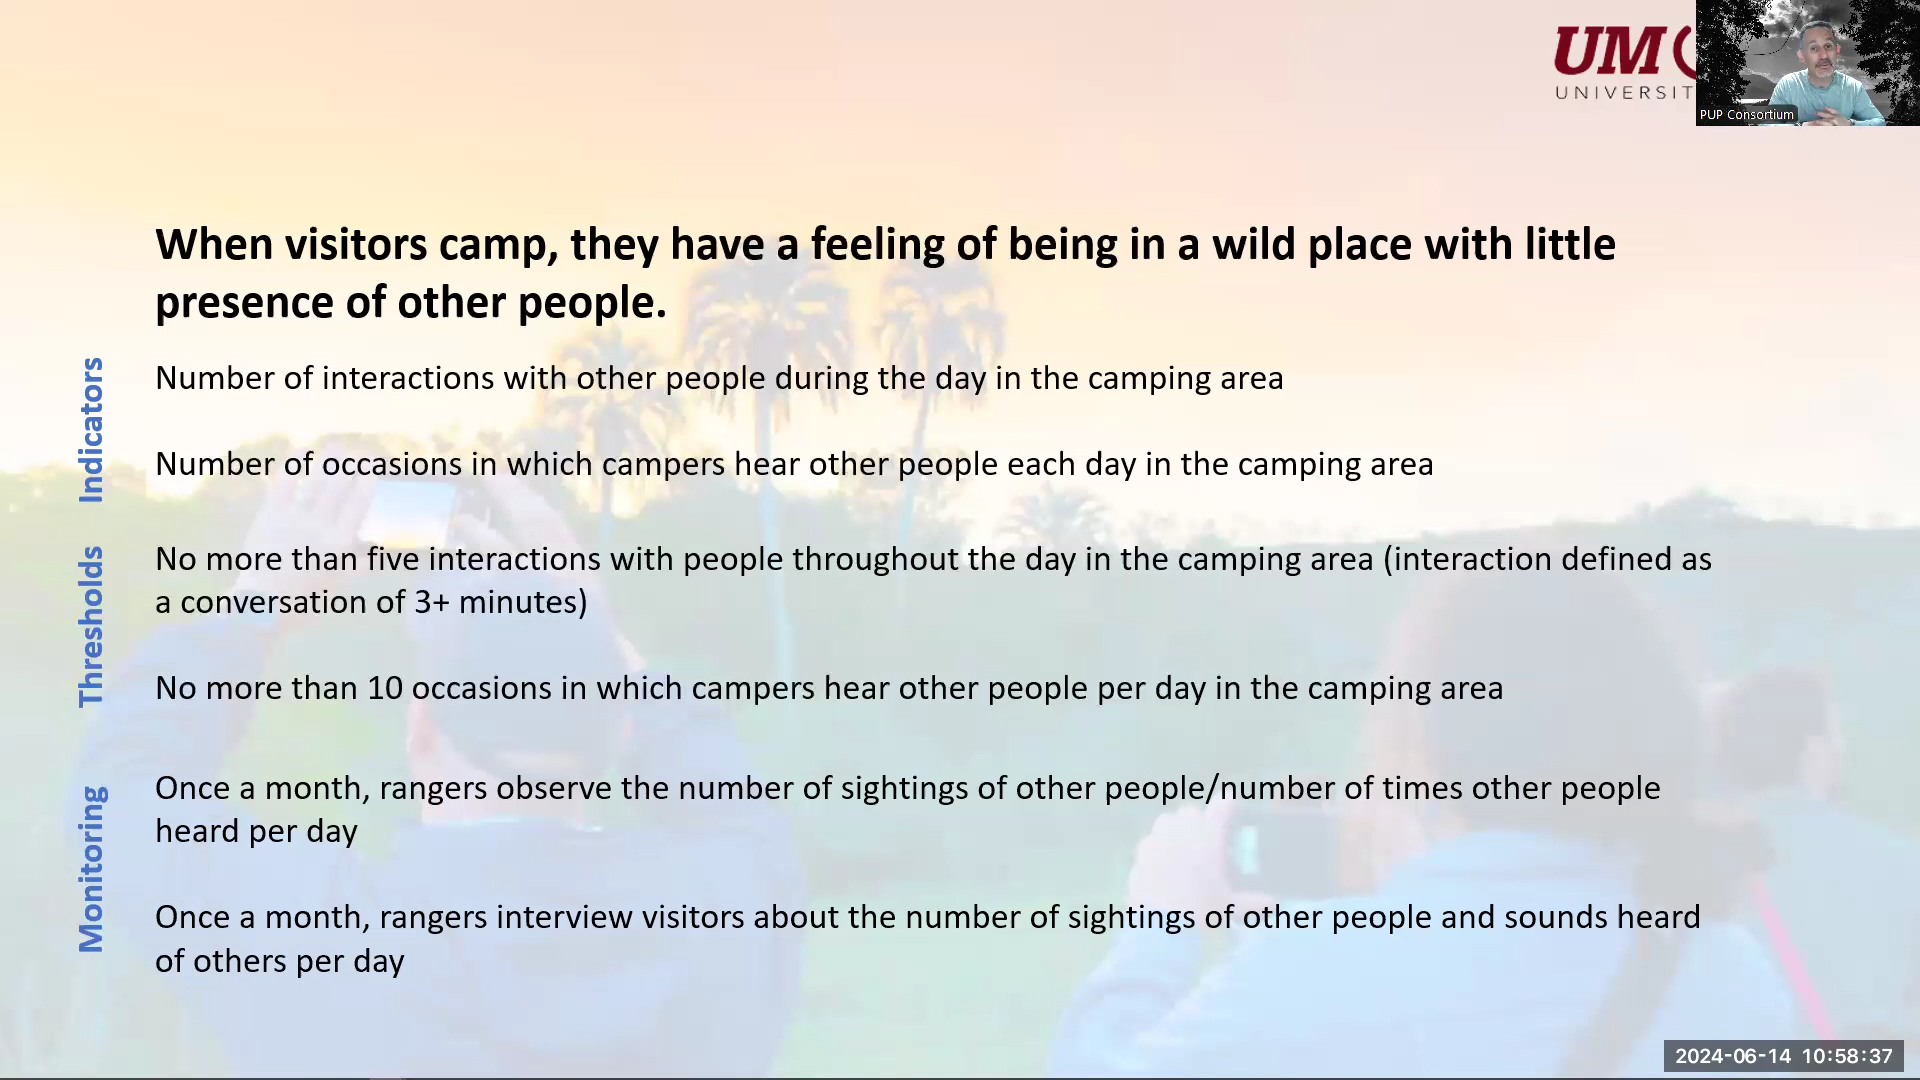 UM
UNIVERSIT
PUP Consortium
When visitors camp, they have a feeling of being in a wild place with little
presence of other people.
Indicators
Number of interactions with other people during the day in the camping area
Number of occasions in which campers hear other people each day in the camping area
Thresholds
No more than five interactions with people throughout the day in the camping area (interaction defined as
a conversation of 3+ minutes)
No more than 10 occasions in which campers hear other people per day in the camping area
Monitoring
Once a month, rangers observe the number of sightings of other people/number of times other people
heard per day
Once a month, rangers interview visitors about the number of sightings of other people and sounds heard
of others per day
2024-06-14 10:58:37